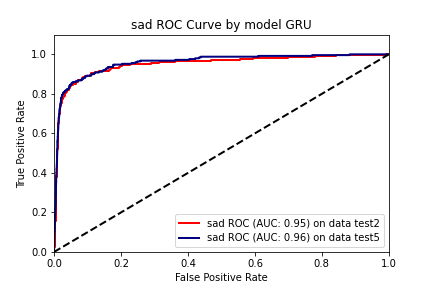 sad ROC Curve by model GRU
True Positive Rate
1.0
0.8
0.6
0.4
0.2
0.0
sad ROC (AUC: 0.95) on data test2
sad ROC (AUC: 0.96) on data test5
0.0 0.2 0.4 0.6 0.8 1.0
False Positive Rate